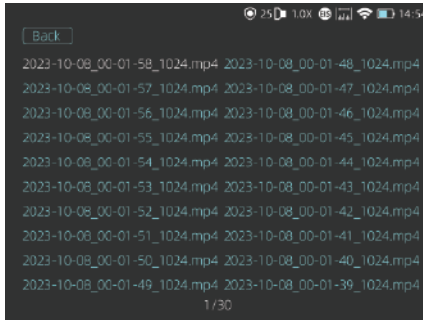 25 1.0X BS 14:54
Back
2023-10-08_00-01-58_1024.mp4 2023-10-08_00-01-48_1024.mp4
2023-10-08_00-01-57_1024.mp4 2023-10-08_00-01-47_1024.mp4
2023-10-08_00-01-56_1024.mp4 2023-10-08_00-01-46_1024.mp4
2023-10-08_00-01-55_1024.mp4 2023-10-08_00-01-45_1024.mp4
2023-10-08_00-01-54_1024.mp4 2023-10-08_00-01-44_1024.mp4
2023-10-08_00-01-53_1024.mp4 2023-10-08_00-01-43_1024.mp4
2023-10-08_00-01-52_1024.mp4 2023-10-08_00-01-42_1024.mp4
2023-10-08_00-01-51_1024.mp4 2023-10-08_00-01-41_1024.mp4
2023-10-08_00-01-50_1024.mp4 2023-10-08_00-01-40_1024.mp4
2023-10-08_00-01-49_1024.mp4 2023-10-08_00-01-39_1024.mp4
1/30